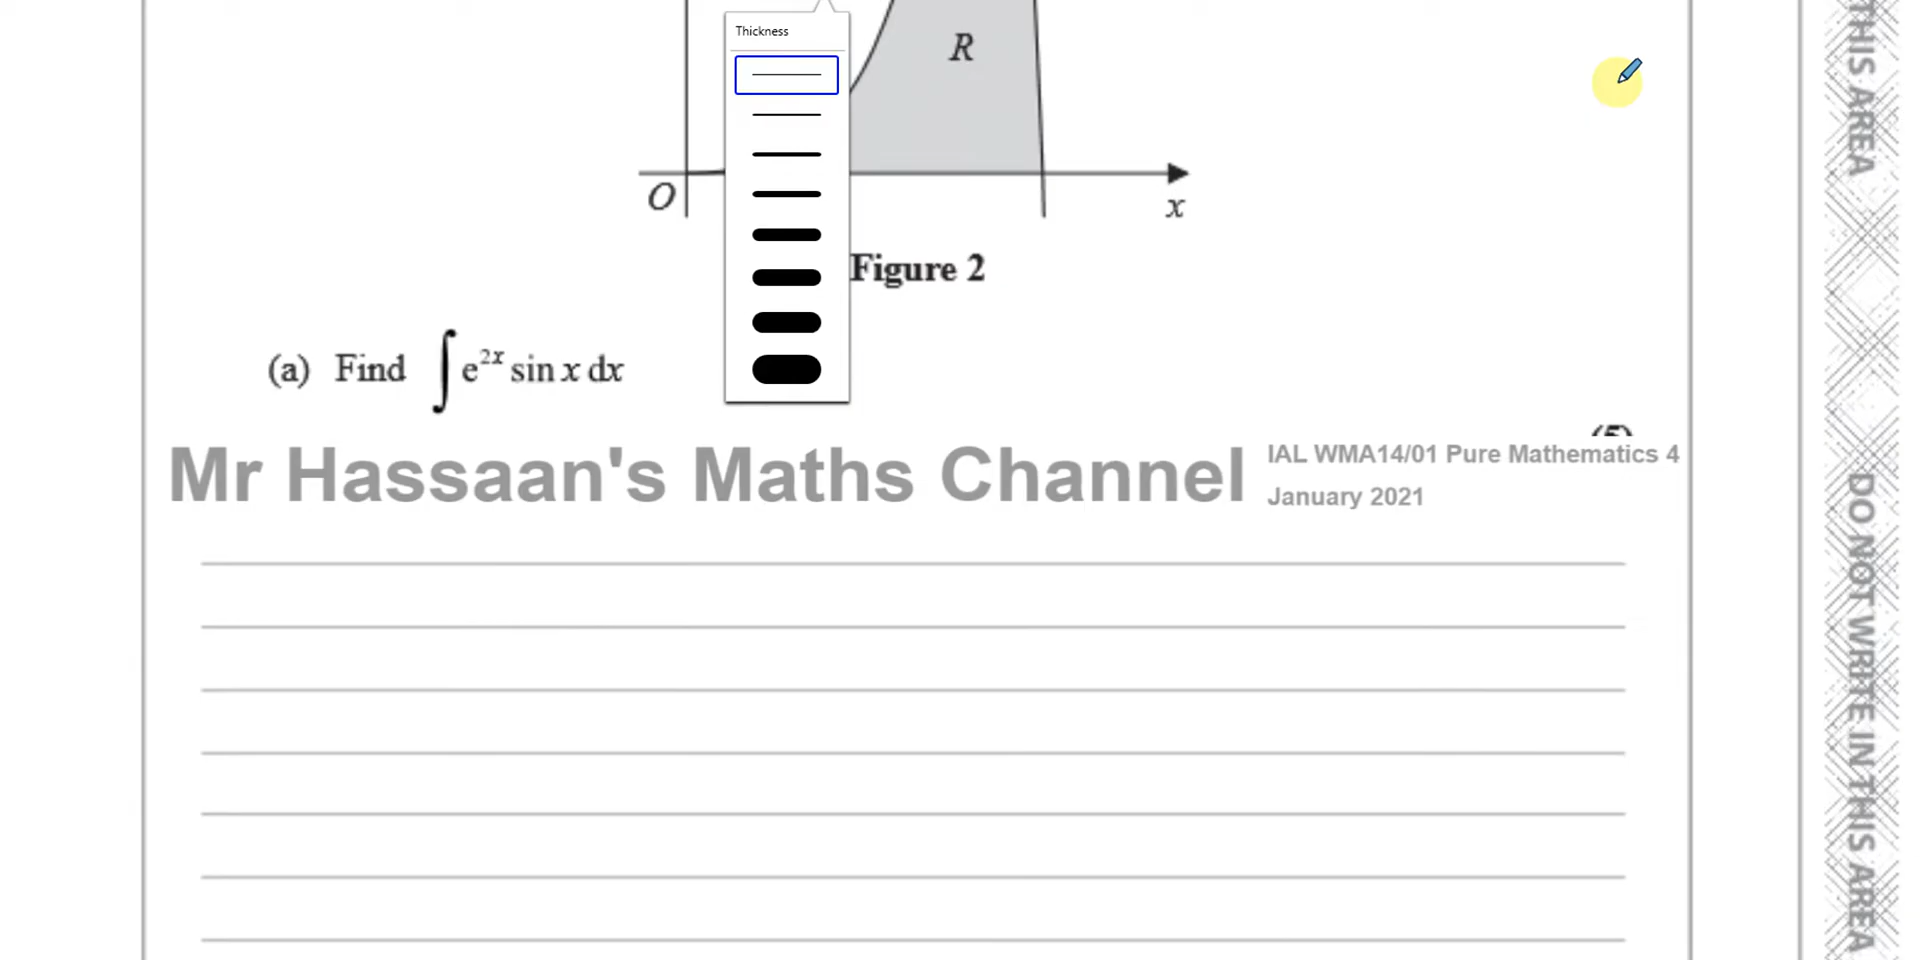 Thickness
R
O
x
Figure 2
(a) Find ∫ e^{2x} sin x dx
(5)
Mr Hassaan's Maths Channel
IAL WMA14/01 Pure Mathematics 4
January 2021
THIS AREA
DO NOT WRITE IN THIS AREA